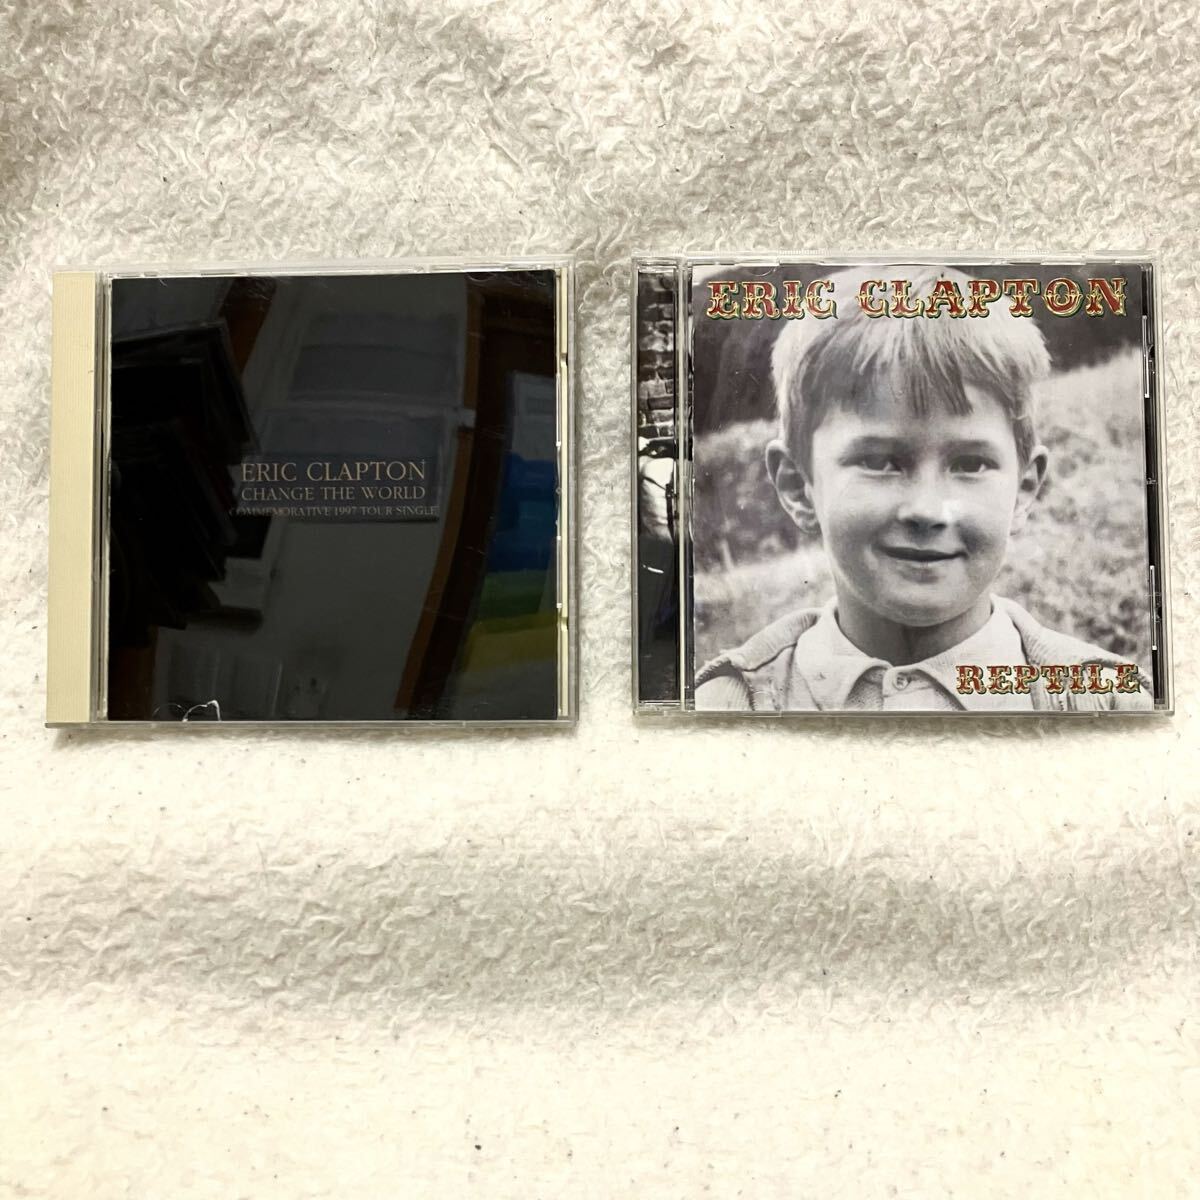 ERIC CLAPTON
CHANGE THE WORLD
COMMEMORATIVE 1997 TOUR SINGLE
ERIC CLAPTON
REPTILE